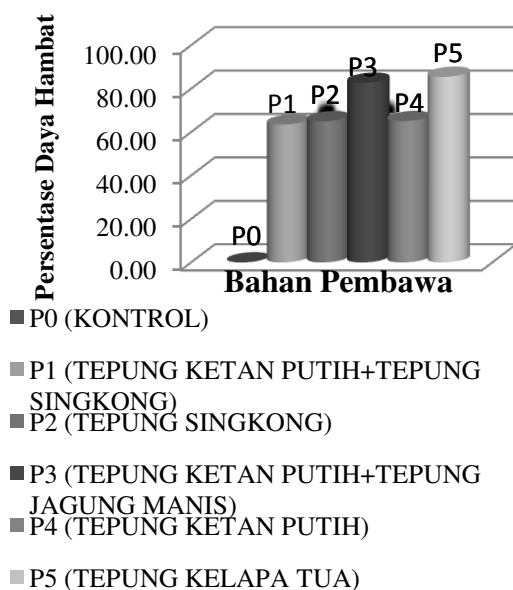 Persentase Daya Hambat
100.00
80.00
60.00
40.00
20.00
0.00
P0
P1
P2
P3
P4
P5
Bahan Pembawa
P0 (KONTROL)
P1 (TEPUNG KETAN PUTIH+TEPUNG
SINGKONG)
P2 (TEPUNG SINGKONG)
P3 (TEPUNG KETAN PUTIH+TEPUNG
JAGUNG MANIS)
P4 (TEPUNG KETAN PUTIH)
P5 (TEPUNG KELAPA TUA)